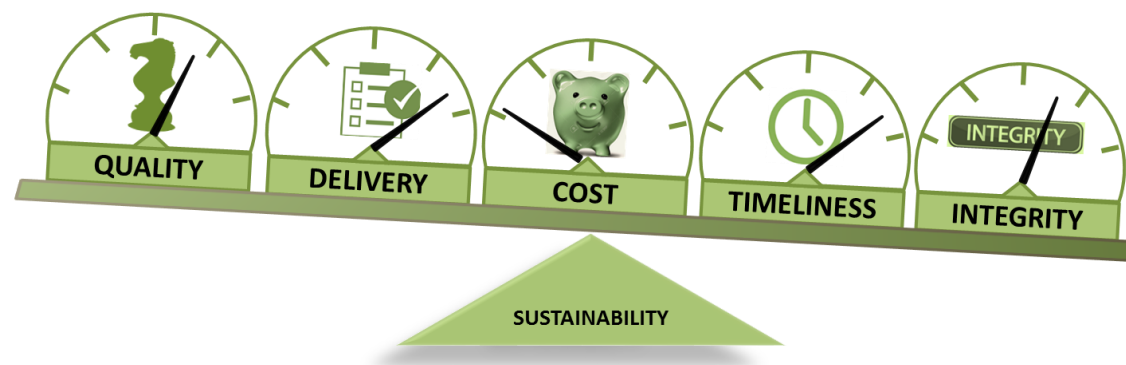 INTEGRITY
QUALITY
DELIVERY
COST
TIMELINESS
INTEGRITY
SUSTAINABILITY